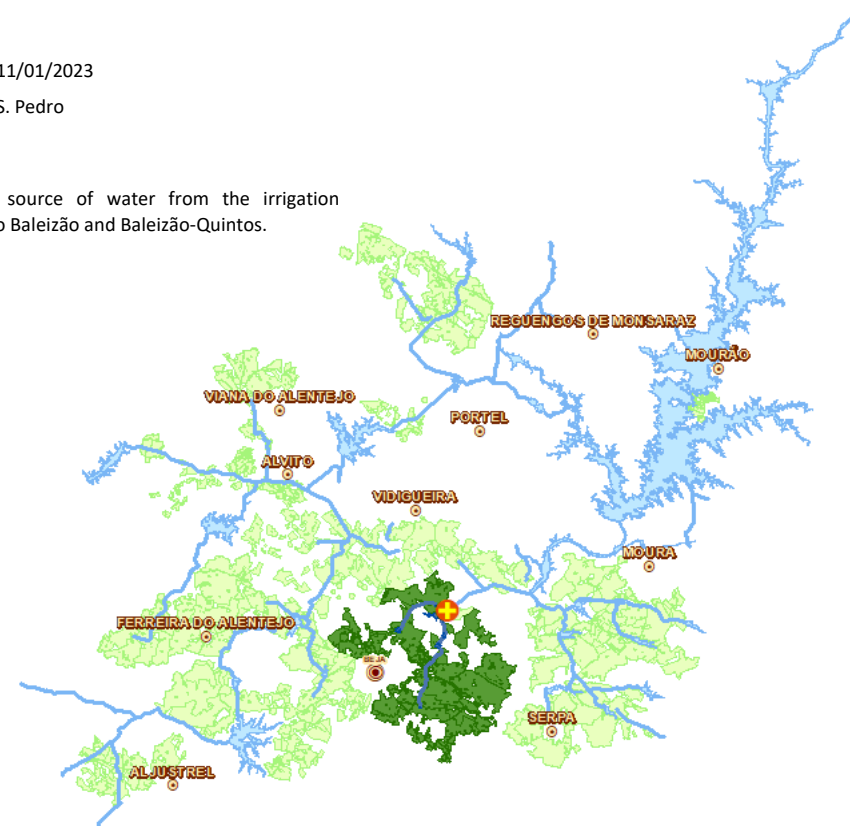 11/01/2023
S. Pedro
source of water from the irrigation
o Baleizão and Baleizão-Quintos.
REGUENGOS DE MONSARAZ
MOURÃO
VIANA DO ALENTEJO
PORTEL
ALVITO
VIDIGUEIRA
MOURA
FERREIRA DO ALENTEJO
BEJA
SERPA
ALJUSTREL